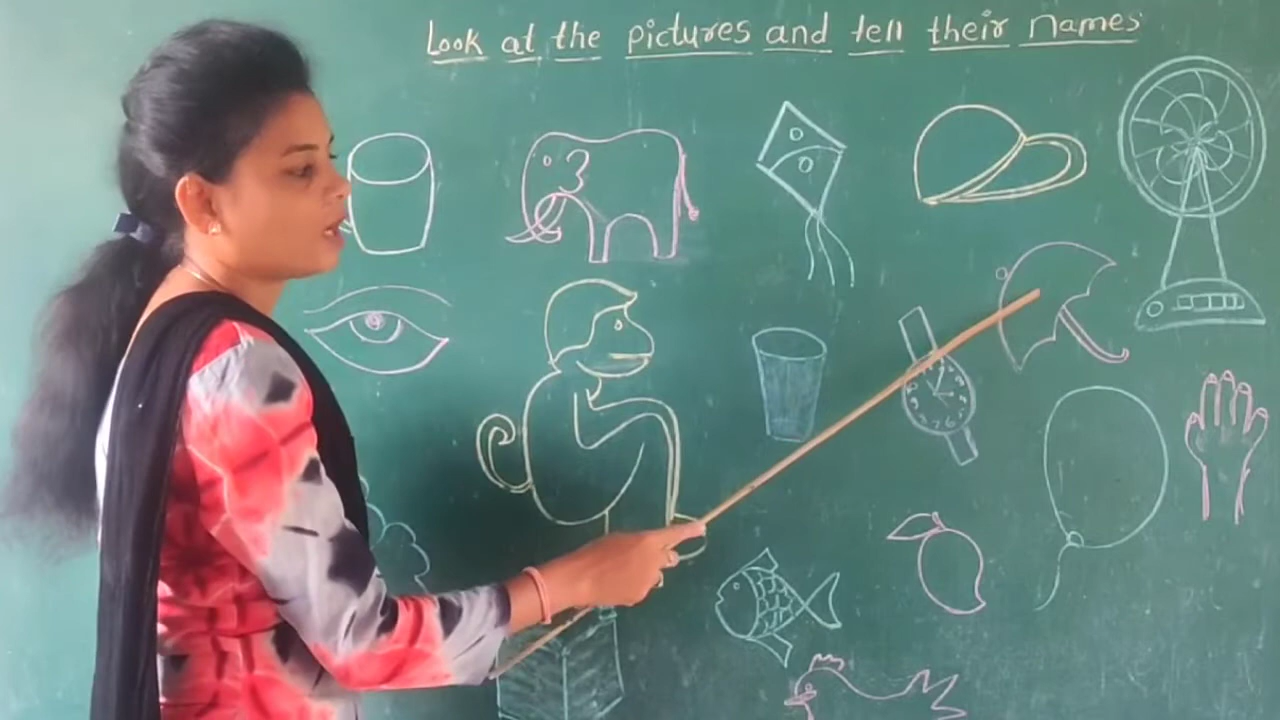 Look at the pictures and tell their names